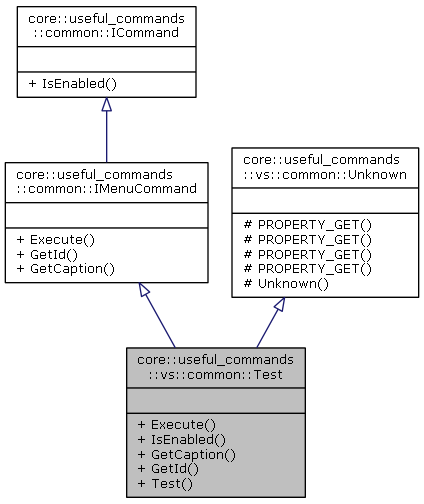 core::useful_commands
::common::ICommand
+ IsEnabled()
core::useful_commands
::common::IMenuCommand
+ Execute()
+ GetId()
+ GetCaption()
core::useful_commands
::vs::common::Unknown
# PROPERTY_GET()
# PROPERTY_GET()
# PROPERTY_GET()
# PROPERTY_GET()
# Unknown()
core::useful_commands
::vs::common::Test
+ Execute()
+ IsEnabled()
+ GetCaption()
+ GetId()
+ Test()